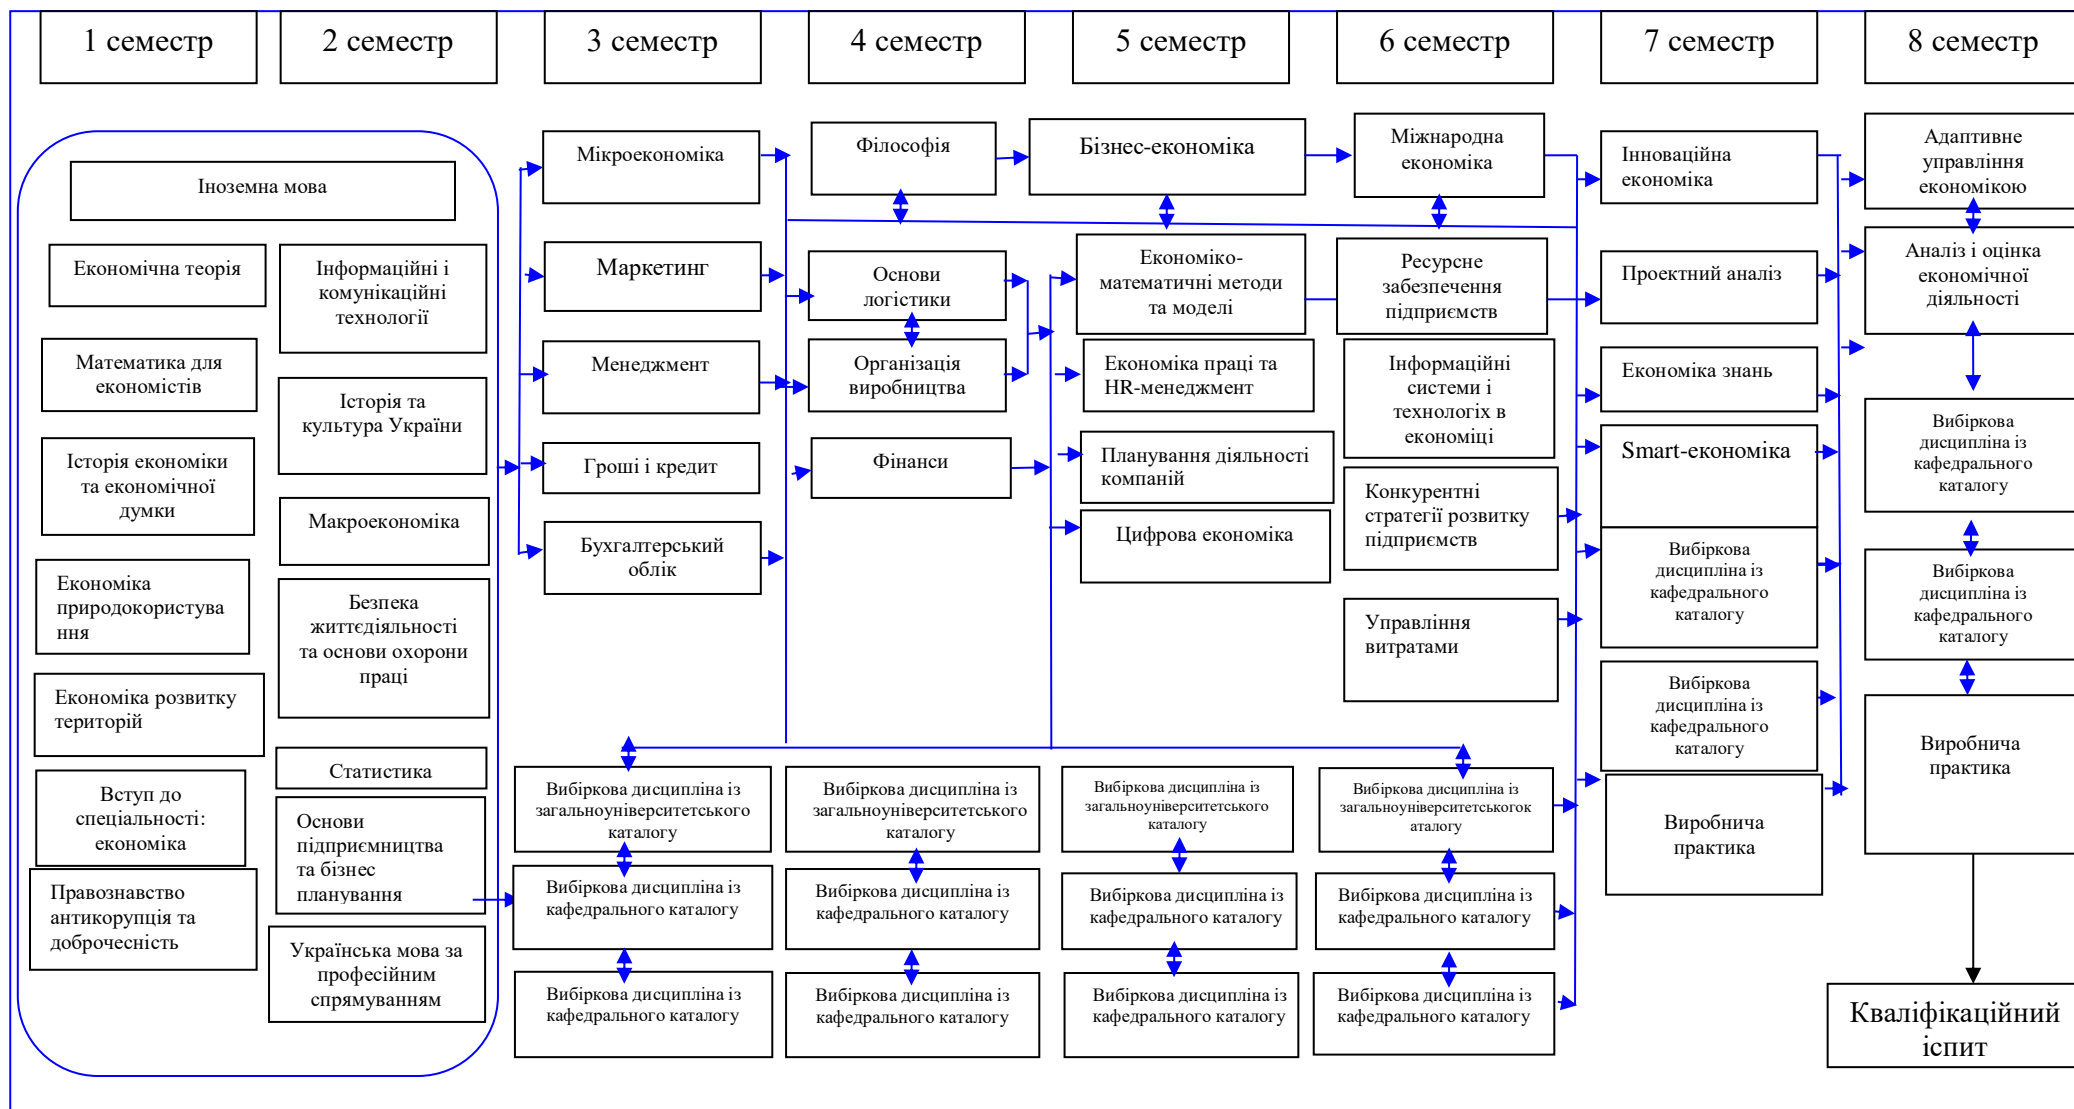 1 семестр
2 семестр
3 семестр
4 семестр
5 семестр
6 семестр
7 семестр
8 семестр
Іноземна мова
Економічна теорія
Математика для
економістів
Історія економіки
та економічної
думки
Економіка
природокористува
ння
Економіка розвитку
територій
Вступ до
спеціальності:
економіка
Правознавство
антикорупція та
доброчесність
Інформаційні і
комунікаційні
технології
Історія та
культура України
Макроекономіка
Безпека
життєдіяльності
та основи охорони
праці
Статистика
Основи
підприємництва
та бізнес
планування
Українська мова за
професійним
спрямуванням
Мікроекономіка
Маркетинг
Менеджмент
Гроші і кредит
Бухгалтерський
облік
Вибіркова дисципліна із
загальноуніверситетського
каталогу
Вибіркова дисципліна із
кафедрального каталогу
Вибіркова дисципліна із
кафедрального каталогу
Філософія
Основи
логістики
Організація
виробництва
Фінанси
Вибіркова дисципліна із
загальноуніверситетського
каталогу
Вибіркова дисципліна із
кафедрального каталогу
Вибіркова дисципліна із
кафедрального каталогу
Бізнес-економіка
Економіко-
математичні методи
та моделі
Економіка праці та
HR-менеджмент
Планування діяльності
компаній
Цифрова економіка
Вибіркова дисципліна із
загальноуніверситетського
каталогу
Вибіркова дисципліна із
кафедрального каталогу
Вибіркова дисципліна із
кафедрального каталогу
Міжнародна
економіка
Ресурсне
забезпечення
підприємств
Інформаційні
системи і
технологіх в
економіці
Конкурентні
стратегії розвитку
підприємств
Управління
витратами
Вибіркова дисципліна із
загальноуніверситетськогок
аталогу
Вибіркова дисципліна із
кафедрального каталогу
Вибіркова дисципліна із
кафедрального каталогу
Інноваційна
економіка
Проектний аналіз
Економіка знань
Smart-економіка
Вибіркова
дисципліна із
кафедрального
каталогу
Вибіркова
дисципліна із
кафедрального
каталогу
Виробнича
практика
Адаптивне
управління
економікою
Аналіз і оцінка
економічної
діяльності
Вибіркова
дисципліна із
кафедрального
каталогу
Вибіркова
дисципліна із
кафедрального
каталогу
Виробнича
практика
Кваліфікаційний
іспит